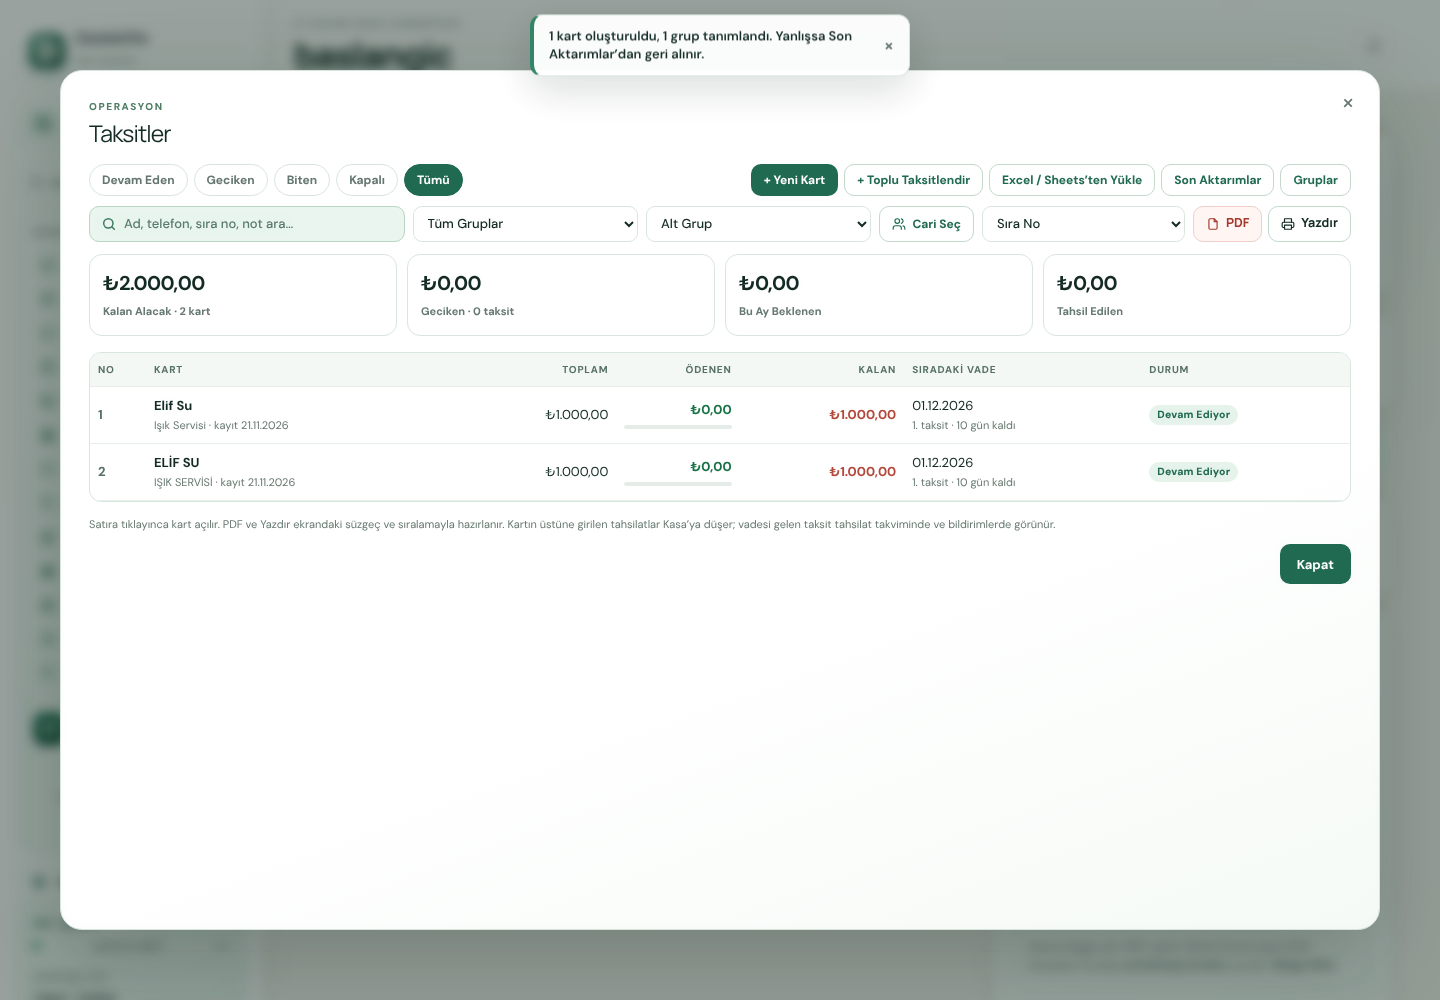 1 kart oluşturuldu, 1 grup tanımlandı. Yanlışsa Son
Aktarımlar’dan geri alınır.
×
baslangic
OPERASYON
×
Taksitler
Devam Eden
Geciken
Biten
Kapalı
Tümü
+ Yeni Kart
+ Toplu Taksitlendir
Excel / Sheets’ten Yükle
Son Aktarımlar
Gruplar
Ad, telefon, sıra no, not ara...
Tüm Gruplar
Alt Grup
Cari Seç
Sıra No
PDF
Yazdır
₺2.000,00
Kalan Alacak · 2 kart
₺0,00
Geciken · 0 taksit
₺0,00
Bu Ay Beklenen
₺0,00
Tahsil Edilen
NO KART TOPLAM ÖDENEN KALAN SIRADAKİ VADE DURUM
1 Elif Su ₺1.000,00 ₺0,00 ₺1.000,00 01.12.2026 Devam Ediyor
Işık Servisi · kayıt 21.11.2026 1. taksit · 10 gün kaldı
2 ELİF SU ₺1.000,00 ₺0,00 ₺1.000,00 01.12.2026 Devam Ediyor
IŞIK SERVİSİ · kayıt 21.11.2026 1. taksit · 10 gün kaldı
Satıra tıklayınca kart açılır. PDF ve Yazdır ekrandaki süzgeç ve sıralamayla hazırlanır. Kartın üstüne girilen tahsilatlar Kasa’ya düşer; vadesi gelen taksit tahsilat takviminde ve bildirimlerde görünür.
Kapat